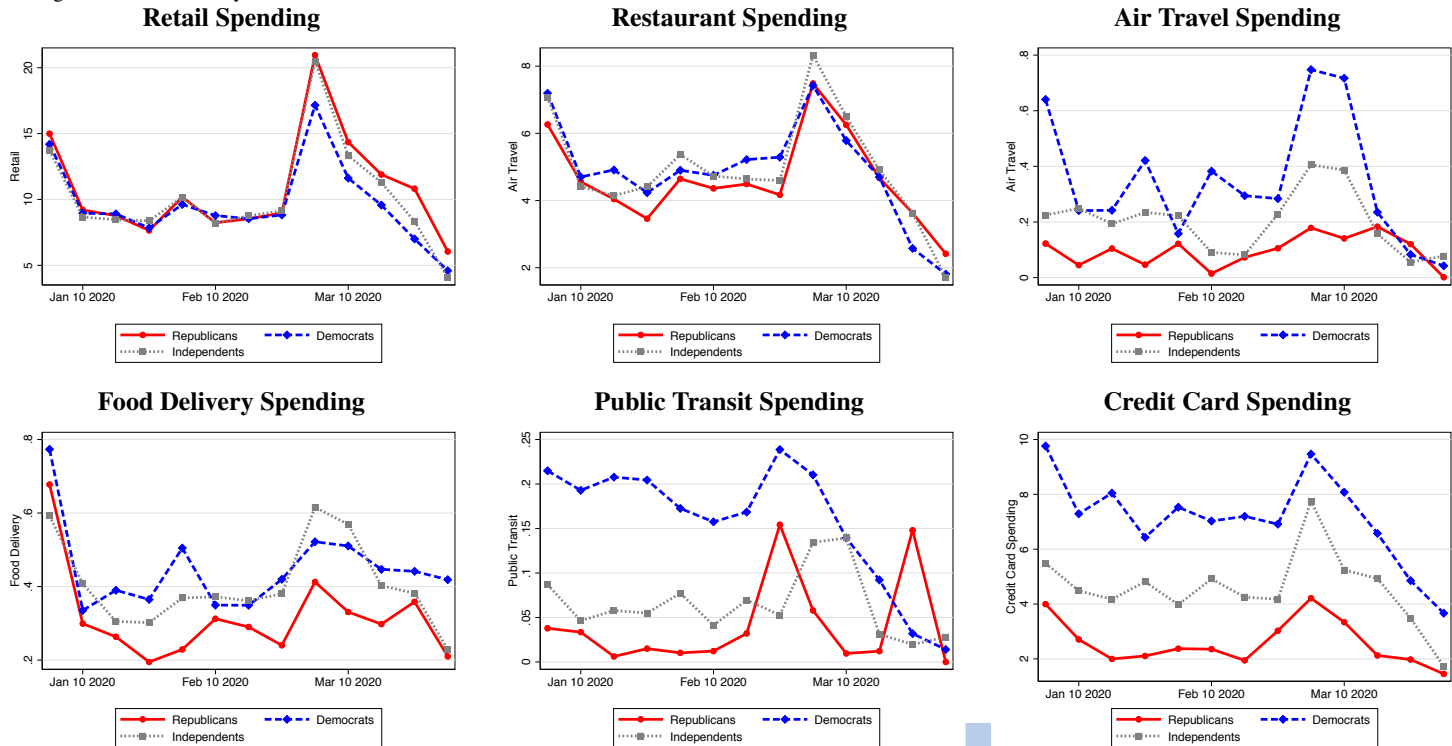 Retail Spending
Retail
5
10
15
20
Jan 10 2020
Feb 10 2020
Mar 10 2020
Republicans
Democrats
Independents
Restaurant Spending
Air Travel
2
4
6
8
Jan 10 2020
Feb 10 2020
Mar 10 2020
Republicans
Democrats
Independents
Air Travel Spending
Air Travel
0
.2
.4
.6
.8
Jan 10 2020
Feb 10 2020
Mar 10 2020
Republicans
Democrats
Independents
Food Delivery Spending
Food Delivery
.2
.4
.6
.8
Jan 10 2020
Feb 10 2020
Mar 10 2020
Republicans
Democrats
Independents
Public Transit Spending
Public Transit
0
.05
.1
.15
.2
.25
Jan 10 2020
Feb 10 2020
Mar 10 2020
Republicans
Democrats
Independents
Credit Card Spending
Credit Card Spending
2
4
6
8
10
Jan 10 2020
Feb 10 2020
Mar 10 2020
Republicans
Democrats
Independents